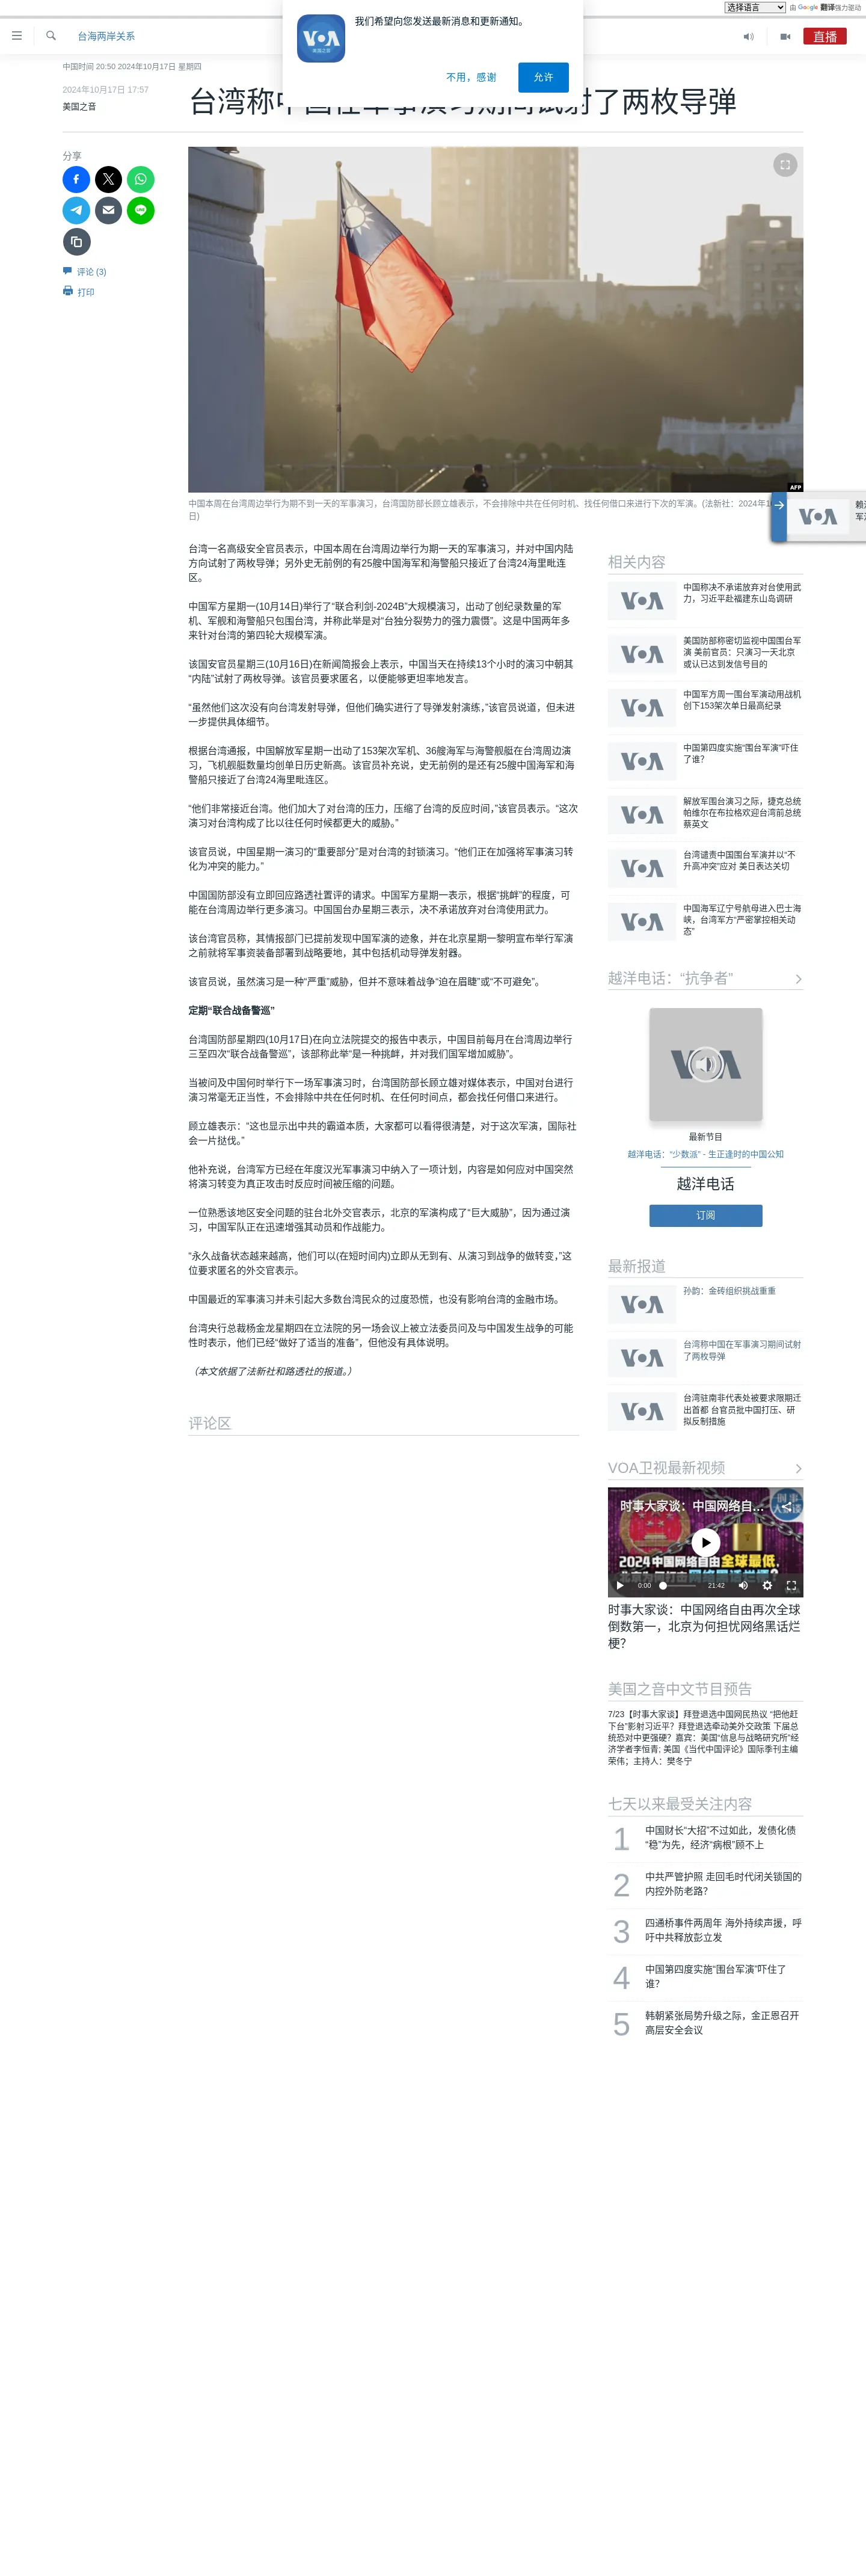 选择语言
由 Google 翻译强力驱动
台海两岸关系
我们希望向您发送最新消息和更新通知。
不用，感谢
允许
直播
中国时间 20:50 2024年10月17日 星期四
2024年10月17日 17:57
美国之音
台湾称中国在军事演习期间试射了两枚导弹
分享
评论 (3)
打印
AFP
中国本周在台湾周边举行为期不到一天的军事演习，台湾国防部长顾立雄表示，不会排除中共在任何时机、找任何借口来进行下次的军演。(法新社：2024年1
日)
台湾一名高级安全官员表示，中国本周在台湾周边举行为期一天的军事演习，并对中国内陆
方向试射了两枚导弹；另外史无前例的有25艘中国海军和海警船只接近了台湾24海里毗连
区。
中国军方星期一(10月14日)举行了“联合利剑-2024B”大规模演习，出动了创纪录数量的军
机、军舰和海警船只包围台湾，并称此举是对“台独分裂势力的强力震慑”。这是中国两年多
来针对台湾的第四轮大规模军演。
该国安官员星期三(10月16日)在新闻简报会上表示，中国当天在持续13个小时的演习中朝其
“内陆”试射了两枚导弹。该官员要求匿名，以便能够更坦率地发言。
“虽然他们这次没有向台湾发射导弹，但他们确实进行了导弹发射演练，”该官员说道，但未进
一步提供具体细节。
根据台湾通报，中国解放军星期一出动了153架次军机、36艘海军与海警舰艇在台湾周边演
习，飞机舰艇数量均创单日历史新高。该官员补充说，史无前例的是还有25艘中国海军和海
警船只接近了台湾24海里毗连区。
“他们非常接近台湾。他们加大了对台湾的压力，压缩了台湾的反应时间，”该官员表示。“这次
演习对台湾构成了比以往任何时候都更大的威胁。”
该官员说，中国星期一演习的“重要部分”是对台湾的封锁演习。“他们正在加强将军事演习转
化为冲突的能力。”
中国国防部没有立即回应路透社置评的请求。中国军方星期一表示，根据“挑衅”的程度，可
能在台湾周边举行更多演习。中国国台办星期三表示，决不承诺放弃对台湾使用武力。
该台湾官员称，其情报部门已提前发现中国军演的迹象，并在北京星期一黎明宣布举行军演
之前就将军事资装备部署到战略要地，其中包括机动导弹发射器。
该官员说，虽然演习是一种“严重”威胁，但并不意味着战争“迫在眉睫”或“不可避免”。
定期“联合战备警巡”
台湾国防部星期四(10月17日)在向立法院提交的报告中表示，中国目前每月在台湾周边举行
三至四次“联合战备警巡”，该部称此举“是一种挑衅，并对我们国军增加威胁”。
当被问及中国何时举行下一场军事演习时，台湾国防部长顾立雄对媒体表示，中国对台进行
演习常毫无正当性，不会排除中共在任何时机、在任何时间点，都会找任何借口来进行。
顾立雄表示：“这也显示出中共的霸道本质，大家都可以看得很清楚，对于这次军演，国际社
会一片挞伐。”
他补充说，台湾军方已经在年度汉光军事演习中纳入了一项计划，内容是如何应对中国突然
将演习转变为真正攻击时反应时间被压缩的问题。
一位熟悉该地区安全问题的驻台北外交官表示，北京的军演构成了“巨大威胁”，因为通过演
习，中国军队正在迅速增强其动员和作战能力。
“永久战备状态越来越高，他们可以(在短时间内)立即从无到有、从演习到战争的做转变，”这
位要求匿名的外交官表示。
中国最近的军事演习并未引起大多数台湾民众的过度恐慌，也没有影响台湾的金融市场。
台湾央行总裁杨金龙星期四在立法院的另一场会议上被立法委员问及与中国发生战争的可能
性时表示，他们已经“做好了适当的准备”，但他没有具体说明。
（本文依据了法新社和路透社的报道。）
评论区
VOA
赖
军
相关内容
VOA
中国称决不承诺放弃对台使用武
力，习近平赴福建东山岛调研
VOA
美国防部称密切监视中国围台军
演 美前官员：只演习一天北京
或认已达到发信号目的
VOA
中国军方周一围台军演动用战机
创下153架次单日最高纪录
VOA
中国第四度实施“围台军演”吓住
了谁？
VOA
解放军围台演习之际，捷克总统
帕维尔在布拉格欢迎台湾前总统
蔡英文
VOA
台湾谴责中国围台军演并以“不
升高冲突”应对 美日表达关切
VOA
中国海军辽宁号航母进入巴士海
峡，台湾军方“严密掌控相关动
态”
越洋电话：“抗争者”
VOA
最新节目
越洋电话：“少数派” - 生正逢时的中国公知
越洋电话
订阅
最新报道
VOA
孙韵：金砖组织挑战重重
VOA
台湾称中国在军事演习期间试射
了两枚导弹
VOA
台湾驻南非代表处被要求限期迁
出首都 台官员批中国打压、研
拟反制措施
VOA卫视最新视频
时事大家谈：中国网络自...
2024中国网络自由全球最低，
0:00
21:42
时事大家谈：中国网络自由再次全球
倒数第一，北京为何担忧网络黑话烂
梗？
美国之音中文节目预告
7/23【时事大家谈】拜登退选中国网民热议 “把他赶
下台”影射习近平？拜登退选牵动美外交政策 下届总
统恐对中更强硬？嘉宾：美国“信息与战略研究所”经
济学者李恒青; 美国《当代中国评论》国际季刊主编
荣伟；主持人：樊冬宁
七天以来最受关注内容
1
中国财长“大招”不过如此，发债化债
“稳”为先，经济“病根”顾不上
2
中共严管护照 走回毛时代闭关锁国的
内控外防老路？
3
四通桥事件两周年 海外持续声援，呼
吁中共释放彭立发
4
中国第四度实施“围台军演”吓住了
谁？
5
韩朝紧张局势升级之际，金正恩召开
高层安全会议